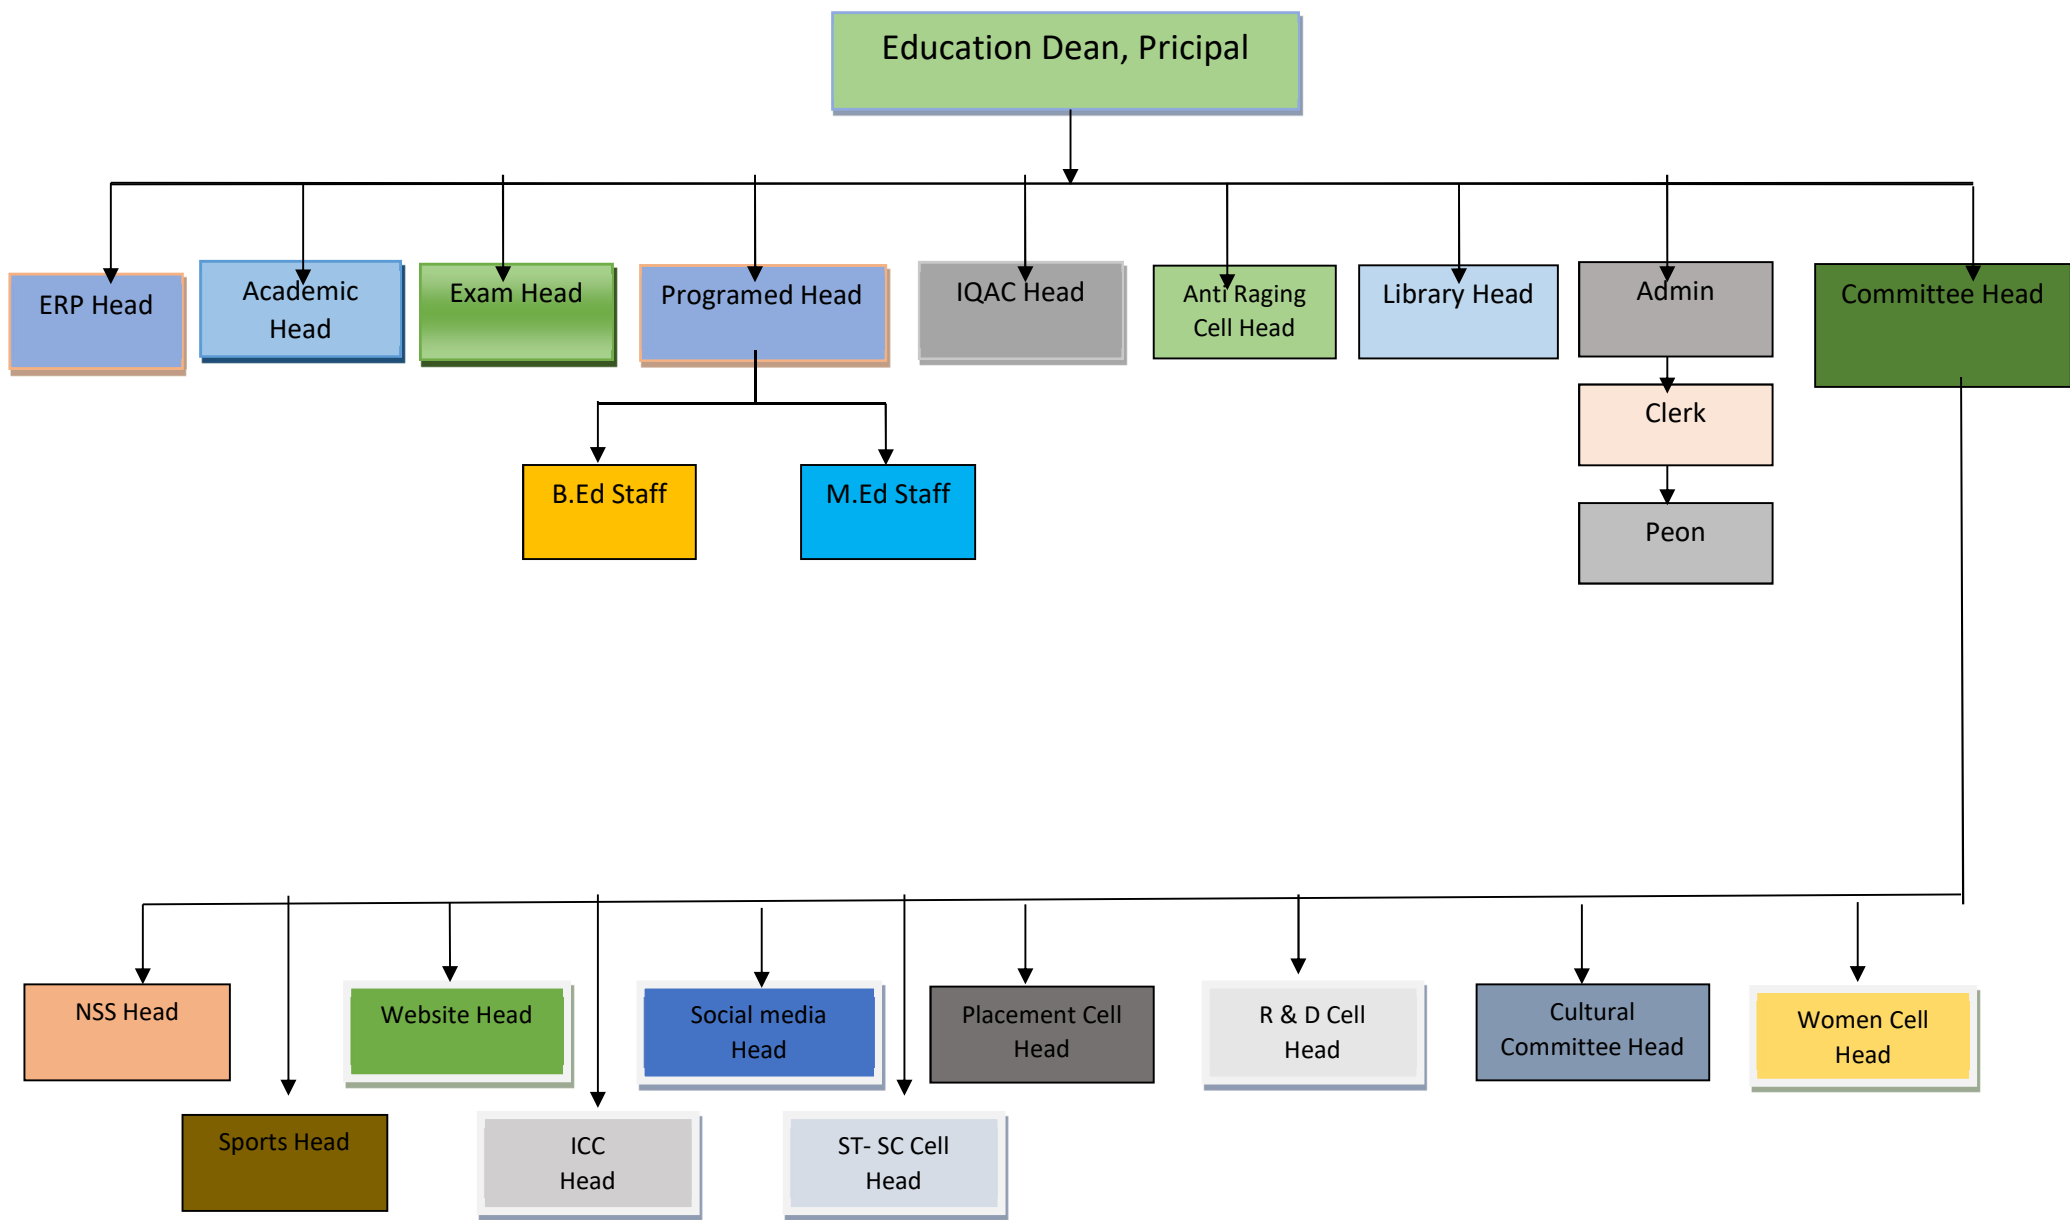 Education Dean, Pricipal
ERP Head
Academic
Head
Exam Head
Programed Head
IQAC Head
Anti Raging
Cell Head
Library Head
Admin
Committee Head
Clerk
B.Ed Staff
M.Ed Staff
Peon
NSS Head
Website Head
Social media
Head
Placement Cell
Head
R & D Cell
Head
Cultural
Committee Head
Women Cell
Head
Sports Head
ICC
Head
ST- SC Cell
Head